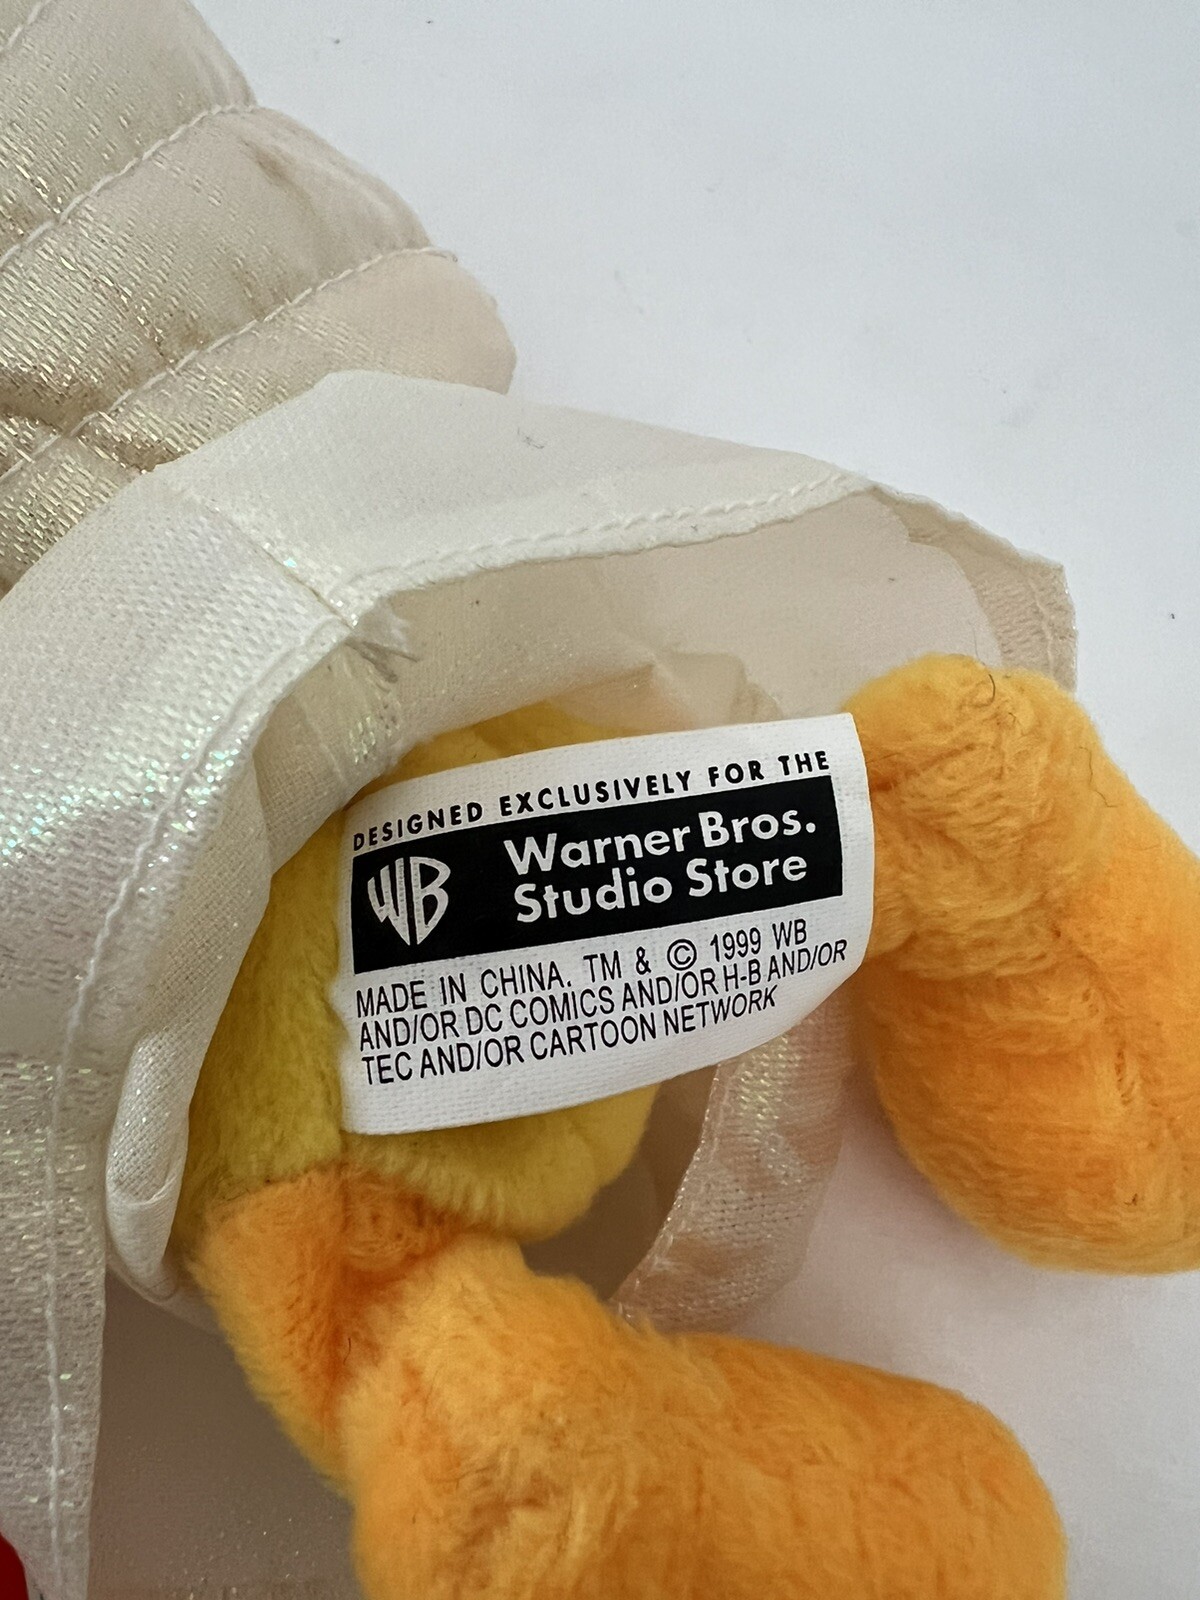 DESIGNED EXCLUSIVELY FOR THE
WB
Warner Bros.
Studio Store
MADE IN CHINA. TM & © 1999 WB
AND/OR DC COMICS AND/OR H-B AND/OR
TEC AND/OR CARTOON NETWORK